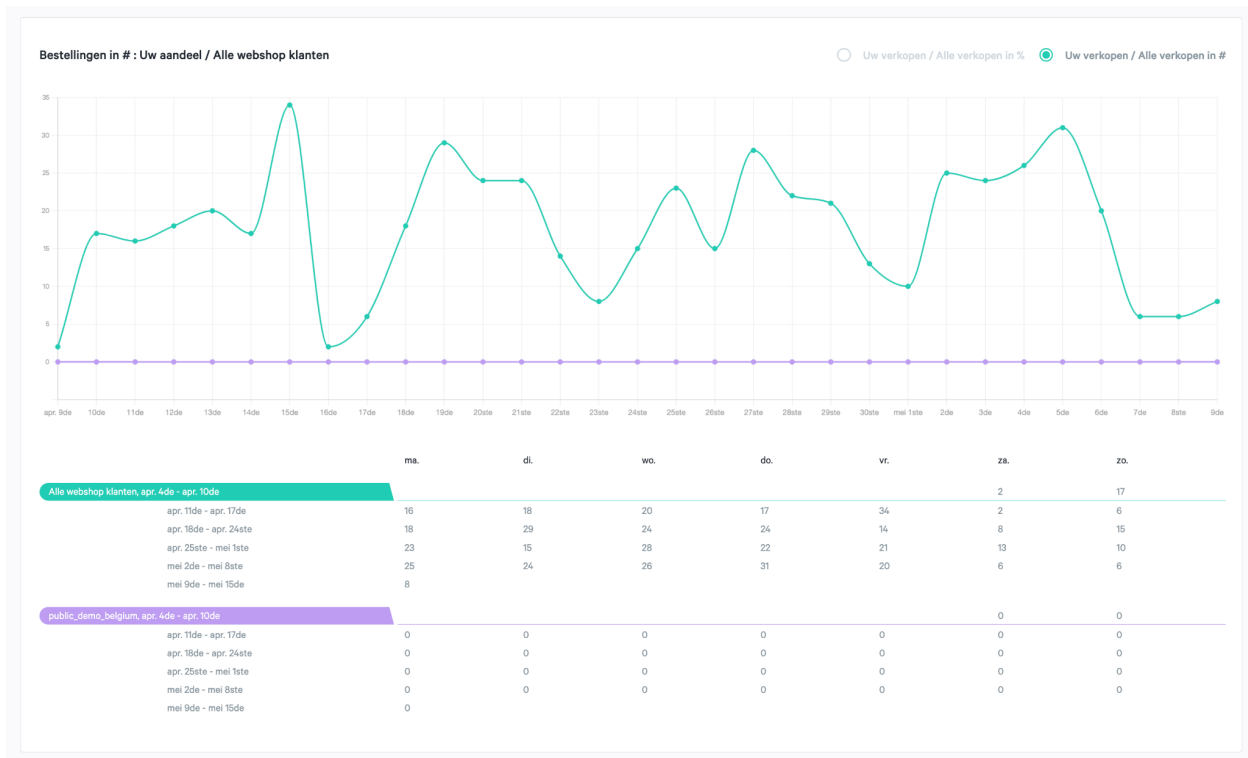 Bestellingen in # : Uw aandeel / Alle webshop klanten
Uw verkopen / Alle verkopen in % Uw verkopen / Alle verkopen in #
35
30
25
20
15
10
5
0
apr. 9de 10de 11de 12de 13de 14de 15de 16de 17de 18de 19de 20ste 21ste 22ste 23ste 24ste 25ste 26ste 27ste 28ste 29ste 30ste mei 1ste 2de 3de 4de 5de 6de 7de 8ste 9de
ma. di. wo. do. vr. za. zo.
Alle webshop klanten, apr. 4de - apr. 10de 2 17
apr. 11de - apr. 17de 16 18 20 17 34 2 6
apr. 18de - apr. 24ste 18 29 24 24 14 8 15
apr. 25ste - mei 1ste 23 15 28 22 21 13 10
mei 2de - mei 8ste 25 24 26 31 20 6 6
mei 9de - mei 15de 8
public_demo_belgium, apr. 4de - apr. 10de 0 0
apr. 11de - apr. 17de 0 0 0 0 0 0 0
apr. 18de - apr. 24ste 0 0 0 0 0 0 0
apr. 25ste - mei 1ste 0 0 0 0 0 0 0
mei 2de - mei 8ste 0 0 0 0 0 0 0
mei 9de - mei 15de 0